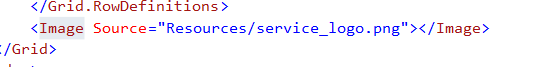 </Grid.RowDefinitions>
<Image Source="Resources/service_logo.png"></Image>
</Grid>